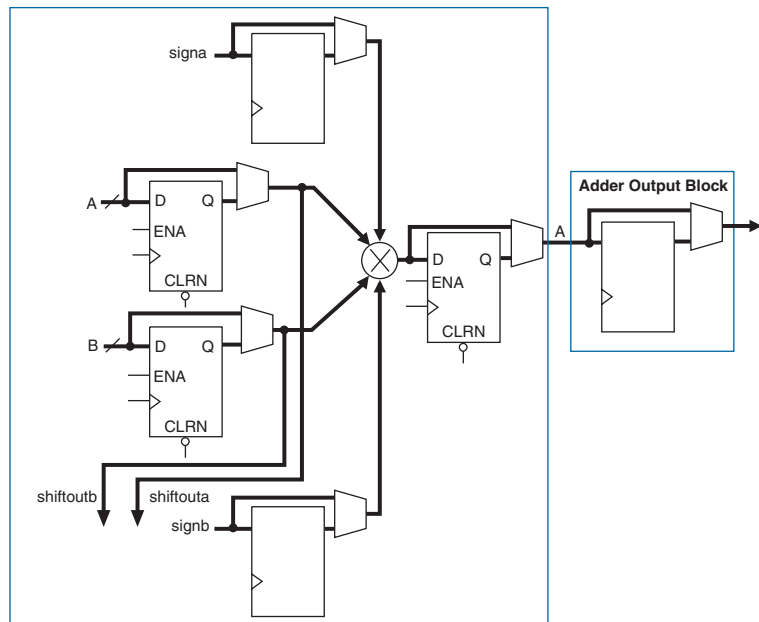 signa
Adder Output Block
A
D Q
ENA
CLRN
A
D Q
ENA
CLRN
B
D Q
ENA
CLRN
shiftoutb
shiftouta
signb